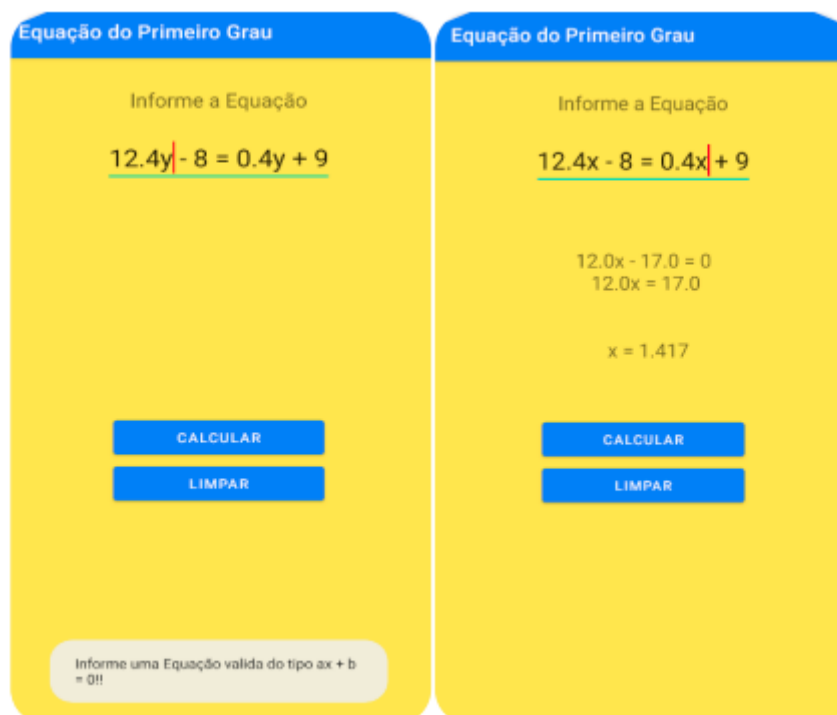 Equação do Primeiro Grau
Informe a Equação
12.4y - 8 = 0.4y + 9
CALCULAR
LIMPAR
Informe uma Equação valida do tipo ax + b
= 0!!
Equação do Primeiro Grau
Informe a Equação
12.4x - 8 = 0.4x + 9
12.0x - 17.0 = 0
12.0x = 17.0
x = 1.417
CALCULAR
LIMPAR